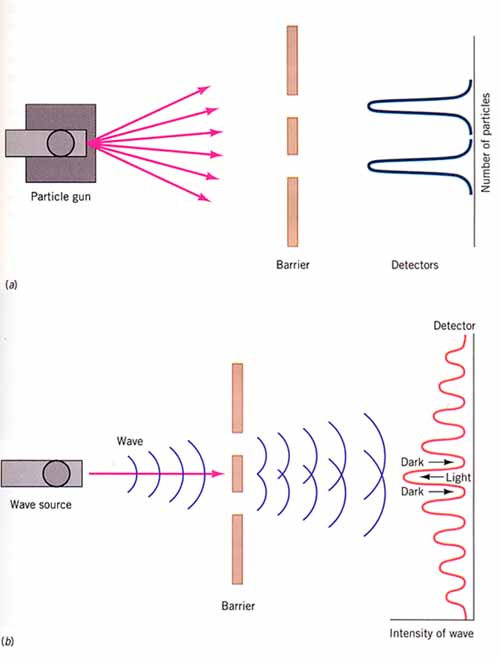 Particle gun
Barrier
Detectors
Number of particles
(a)
Detector
Wave
Dark
Light
Dark
Wave source
Barrier
Intensity of wave
(b)